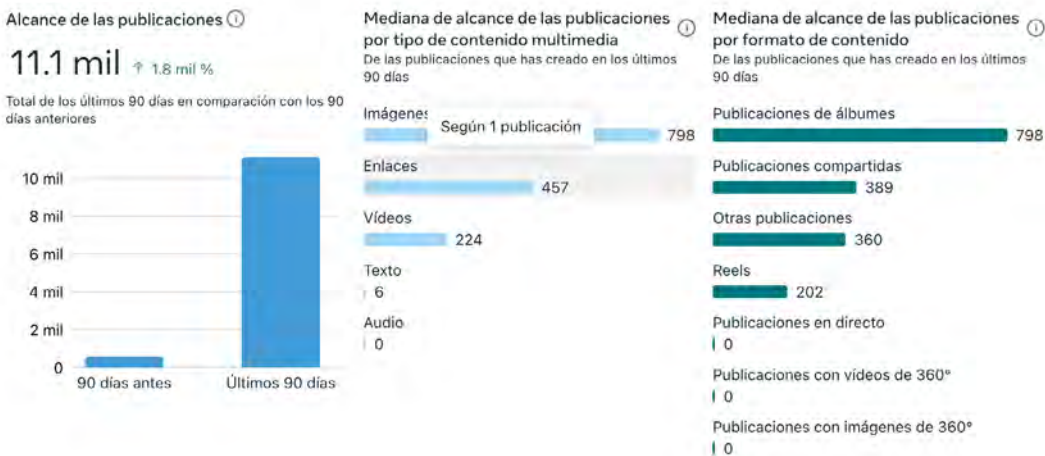 Alcance de las publicaciones
11.1 mil ↑ 1.8 mil %
Total de los últimos 90 días en comparación con los 90
días anteriores
10 mil
8 mil
6 mil
4 mil
2 mil
0
90 días antes
Últimos 90 días
Mediana de alcance de las publicaciones
por tipo de contenido multimedia
De las publicaciones que has creado en los últimos
90 días
Imágenes
Según 1 publicación
798
Enlaces
457
Vídeos
224
Texto
6
Audio
0
Mediana de alcance de las publicaciones
por formato de contenido
De las publicaciones que has creado en los últimos
90 días
Publicaciones de álbumes
798
Publicaciones compartidas
389
Otras publicaciones
360
Reels
202
Publicaciones en directo
0
Publicaciones con vídeos de 360°
0
Publicaciones con imágenes de 360°
0